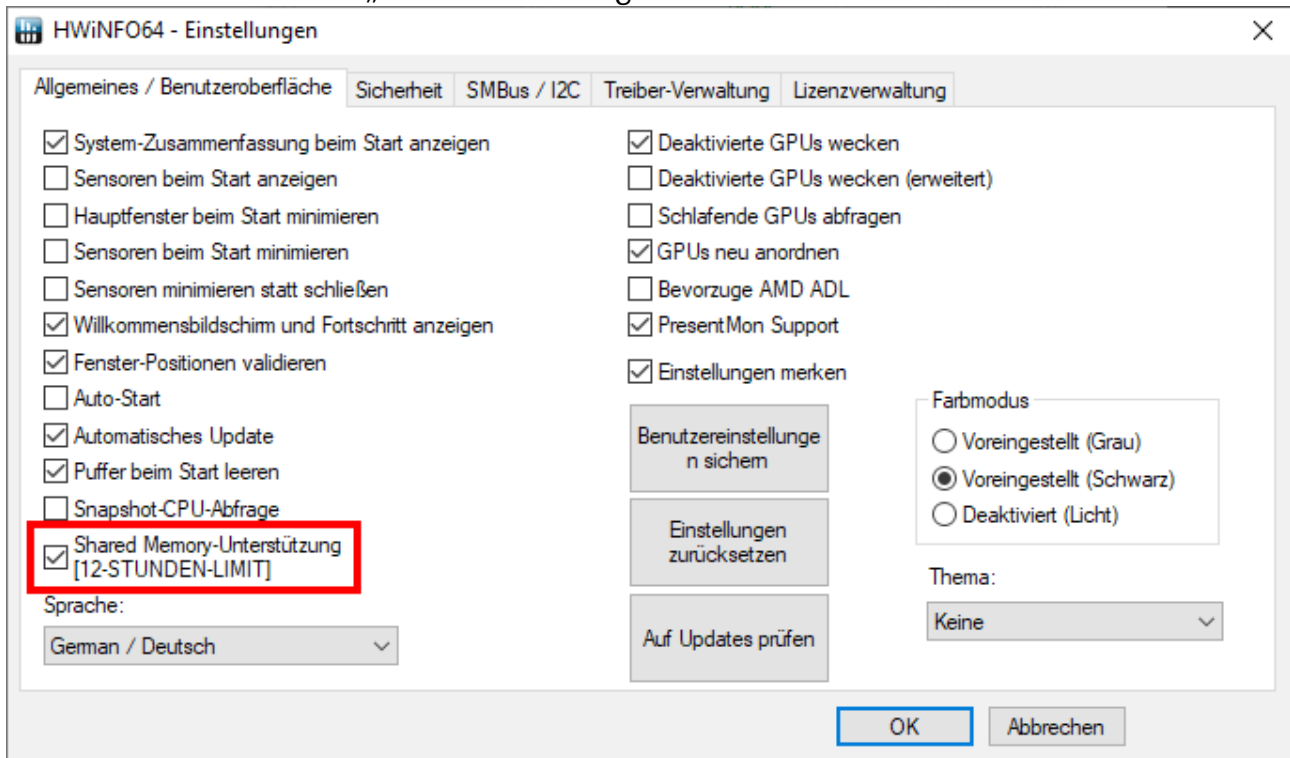 HWiNFO64 - Einstellungen
Allgemeines / Benutzeroberfläche
Sicherheit
SMBus / I2C
Treiber-Verwaltung
Lizenzverwaltung
System-Zusammenfassung beim Start anzeigen
Sensoren beim Start anzeigen
Hauptfenster beim Start minimieren
Sensoren beim Start minimieren
Sensoren minimieren statt schließen
Willkommensbildschirm und Fortschritt anzeigen
Fenster-Positionen validieren
Auto-Start
Automatisches Update
Puffer beim Start leeren
Snapshot-CPU-Abfrage
Shared Memory-Unterstützung
[12-STUNDEN-LIMIT]
Sprache:
German / Deutsch
Deaktivierte GPUs wecken
Deaktivierte GPUs wecken (erweitert)
Schlafende GPUs abfragen
GPUs neu anordnen
Bevorzuge AMD ADL
PresentMon Support
Einstellungen merken
Benutzereinstellunge
n sichern
Einstellungen
zurücksetzen
Auf Updates prüfen
Farbmodus
Voreingestellt (Grau)
Voreingestellt (Schwarz)
Deaktiviert (Licht)
Thema:
Keine
OK
Abbrechen